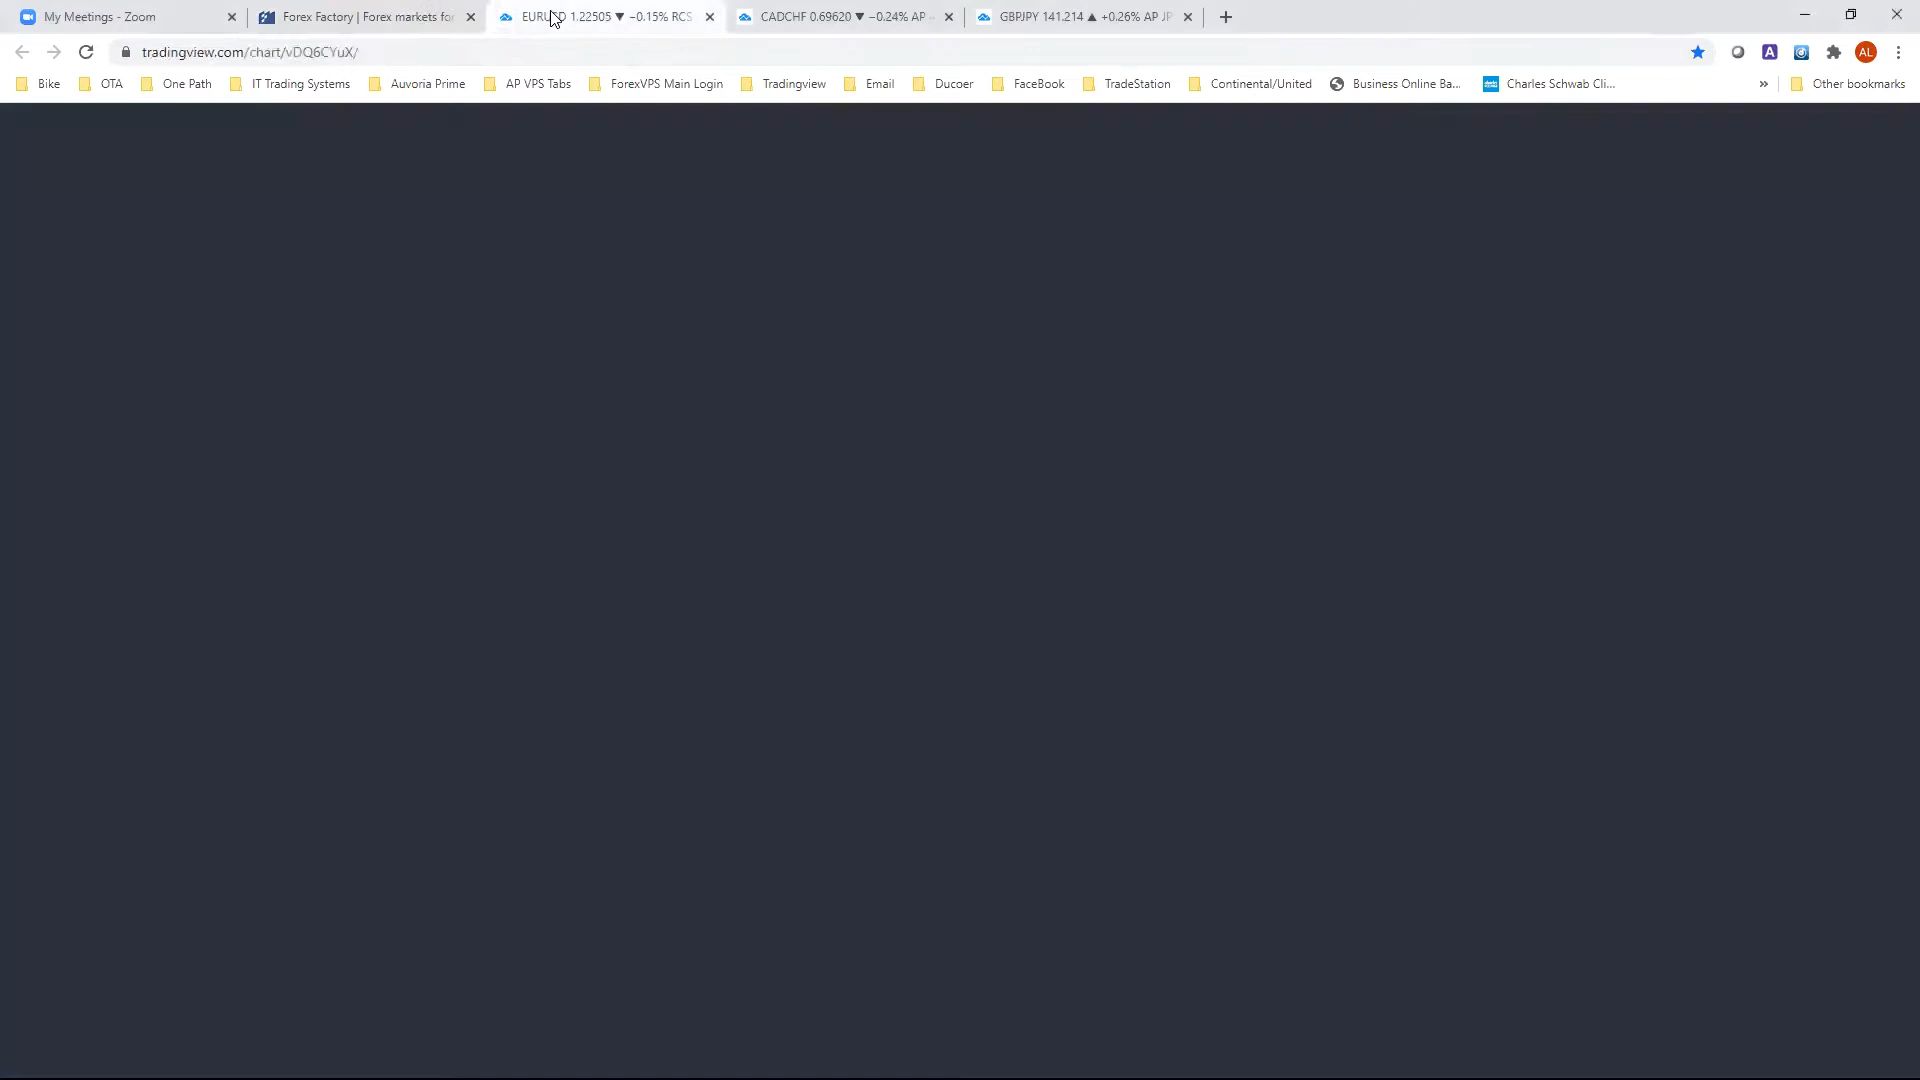 My Meetings - Zoom
Forex Factory | Forex markets for
EURUSD 1.22505 ▼ −0.15% RCS
CADCHF 0.69620 ▼ −0.24% AP
GBPJPY 141.214 ▲ +0.26% AP JP
tradingview.com/chart/vDQ6CYuX/
A
AL
Bike
OTA
One Path
IT Trading Systems
Auvoria Prime
AP VPS Tabs
ForexVPS Main Login
Tradingview
Email
Ducoer
FaceBook
TradeStation
Continental/United
Business Online Ba...
Charles Schwab Cli...
»
Other bookmarks